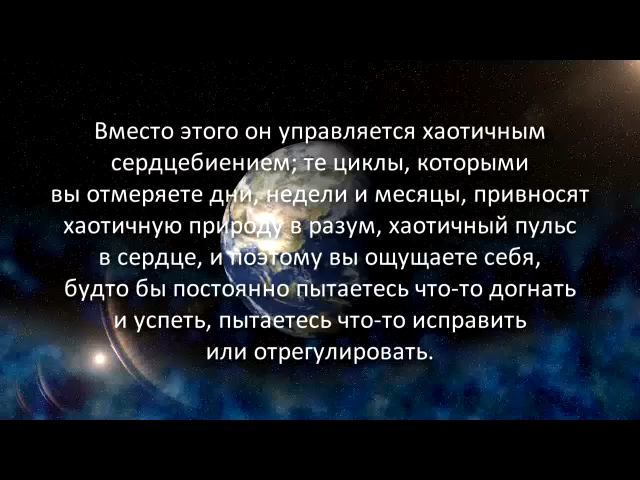 Вместо этого он управляется хаотичным
сердцебиением; те циклы, которыми
вы отмеряете дни, недели и месяцы, привносят
хаотичную природу в разум, хаотичный пульс
в сердце, и поэтому вы ощущаете себя,
будто бы постоянно пытаетесь что-то догнать
и успеть, пытаетесь что-то исправить
или отрегулировать.